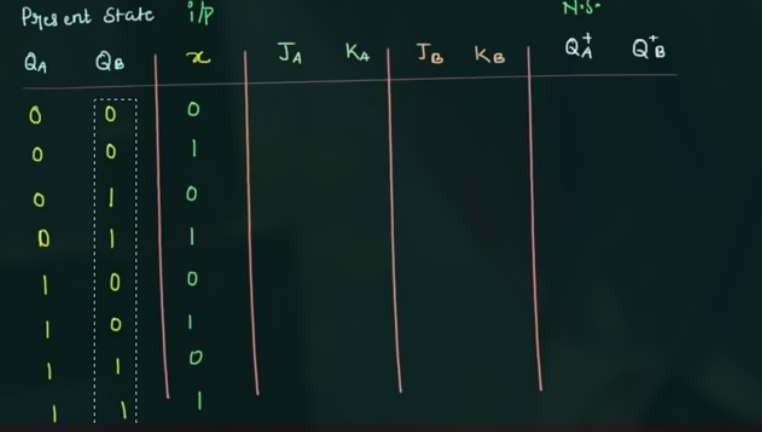 Present State i/p N.S.
QA QB x JA KA JB KB QA+ QB+
0 0 0
0 0 1
0 1 0
0 1 1
1 0 0
1 0 1
1 1 0
1 1 1